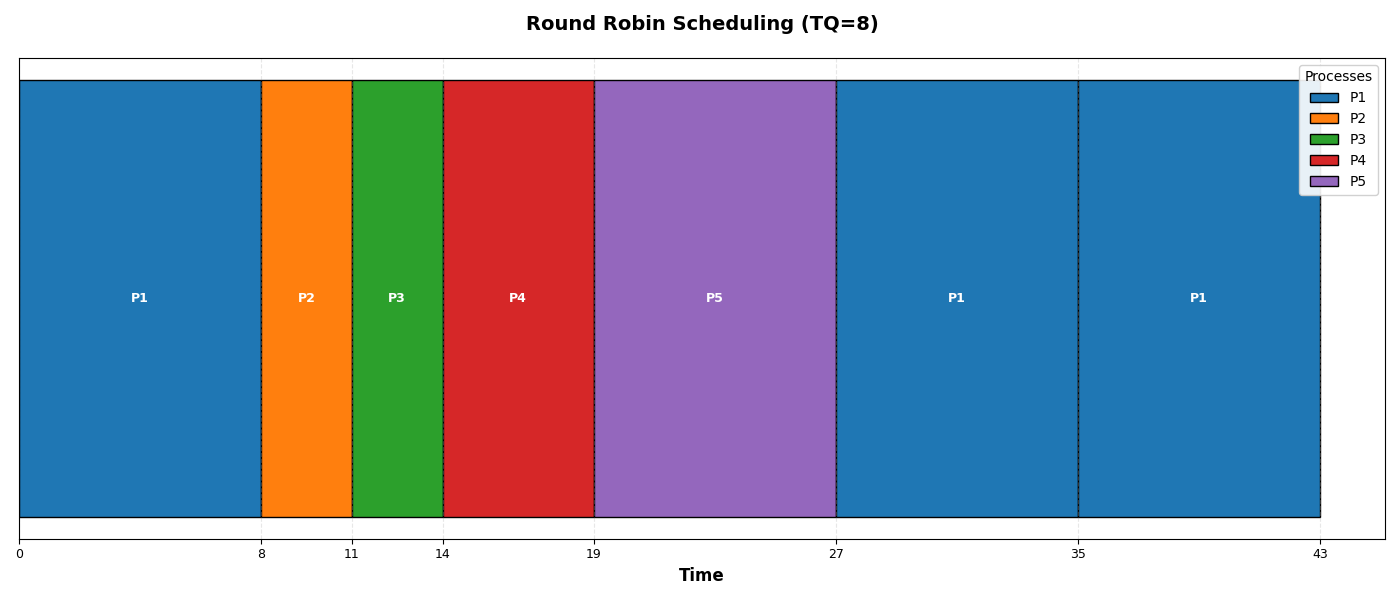 Round Robin Scheduling (TQ=8)
Processes
P1
P2
P3
P4
P5
P1 P2 P3 P4 P5 P1 P1
0 8 11 14 19 27 35 43
Time